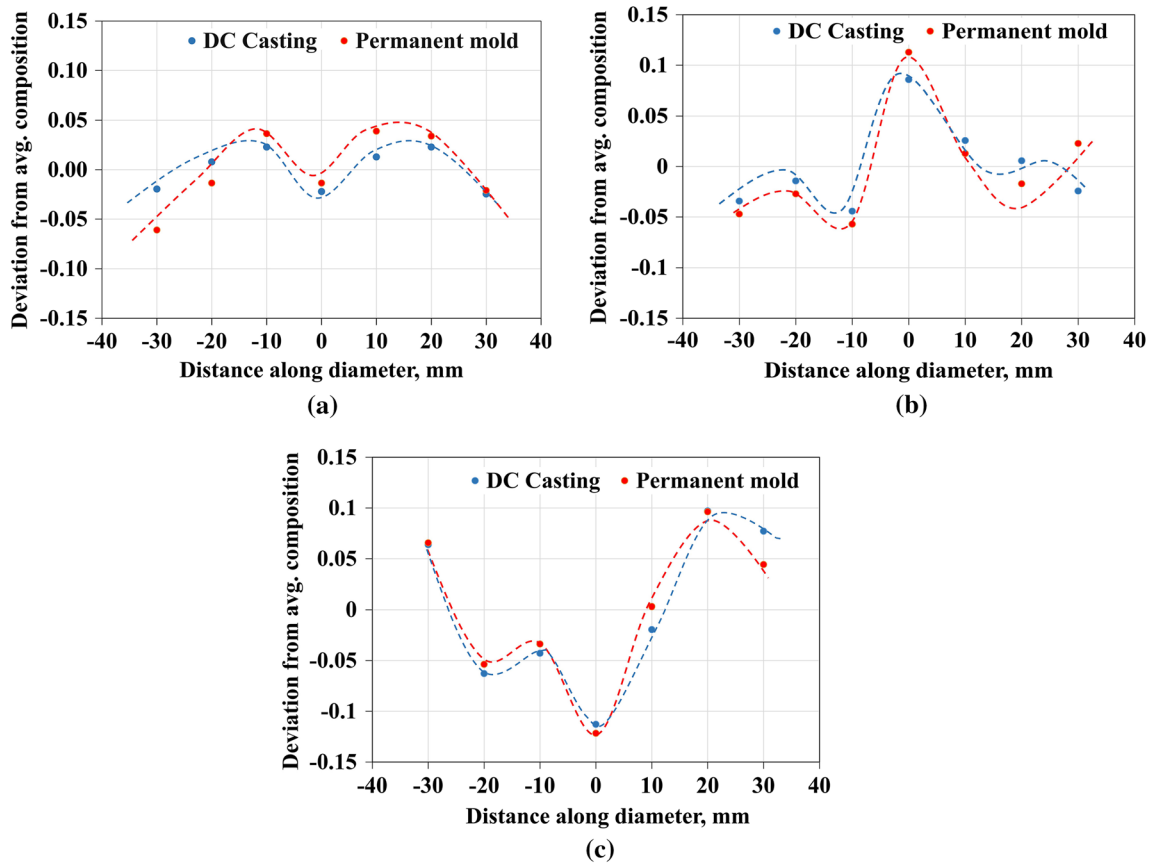 DC Casting Permanent mold
0.15
0.10
0.05
0.00
-0.05
-0.10
-0.15
Deviation from avg. composition
-40 -30 -20 -10 0 10 20 30 40
Distance along diameter, mm
(a)
DC Casting Permanent mold
0.15
0.1
0.05
0
-0.05
-0.1
-0.15
Deviation from avg. composition
-40 -30 -20 -10 0 10 20 30 40
Distance along diameter, mm
(b)
DC Casting Permanent mold
0.15
0.1
0.05
0
-0.05
-0.1
-0.15
Deviation from avg. composition
-40 -30 -20 -10 0 10 20 30 40
Distance along diameter, mm
(c)